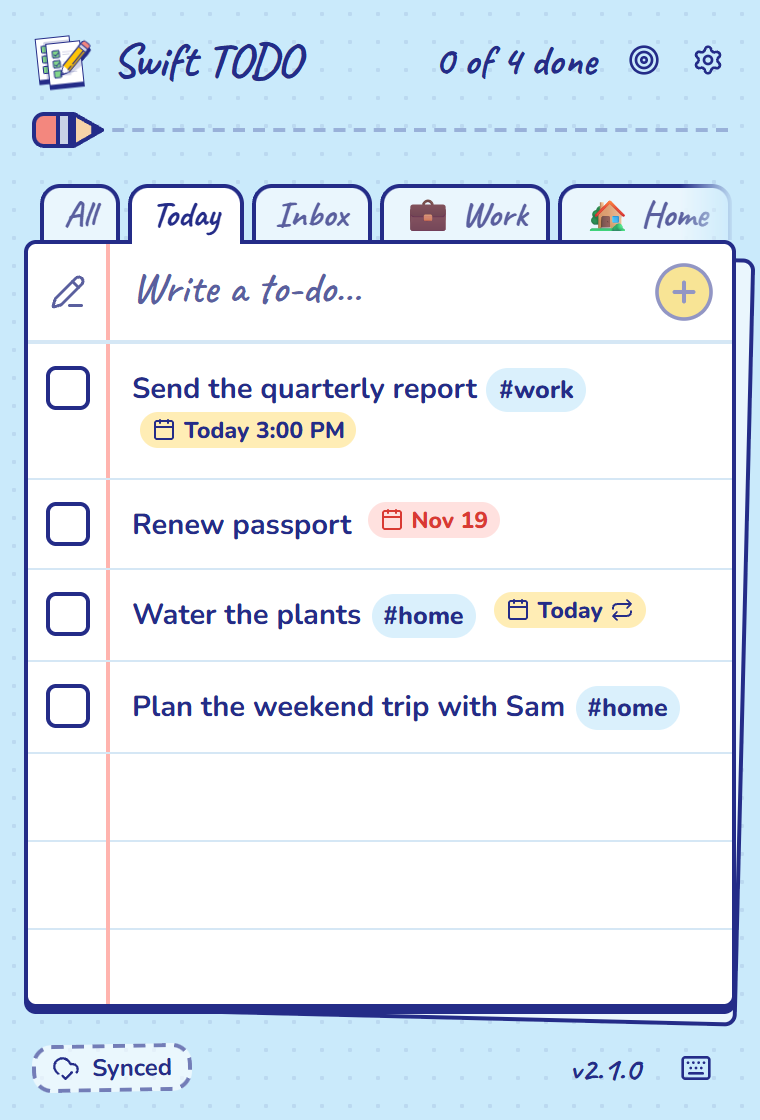 Swift TODO 0 of 4 done
All Today Inbox Work Home
Write a to-do...
Send the quarterly report #work
Today 3:00 PM
Renew passport Nov 19
Water the plants #home Today
Plan the weekend trip with Sam #home
Synced v2.1.0